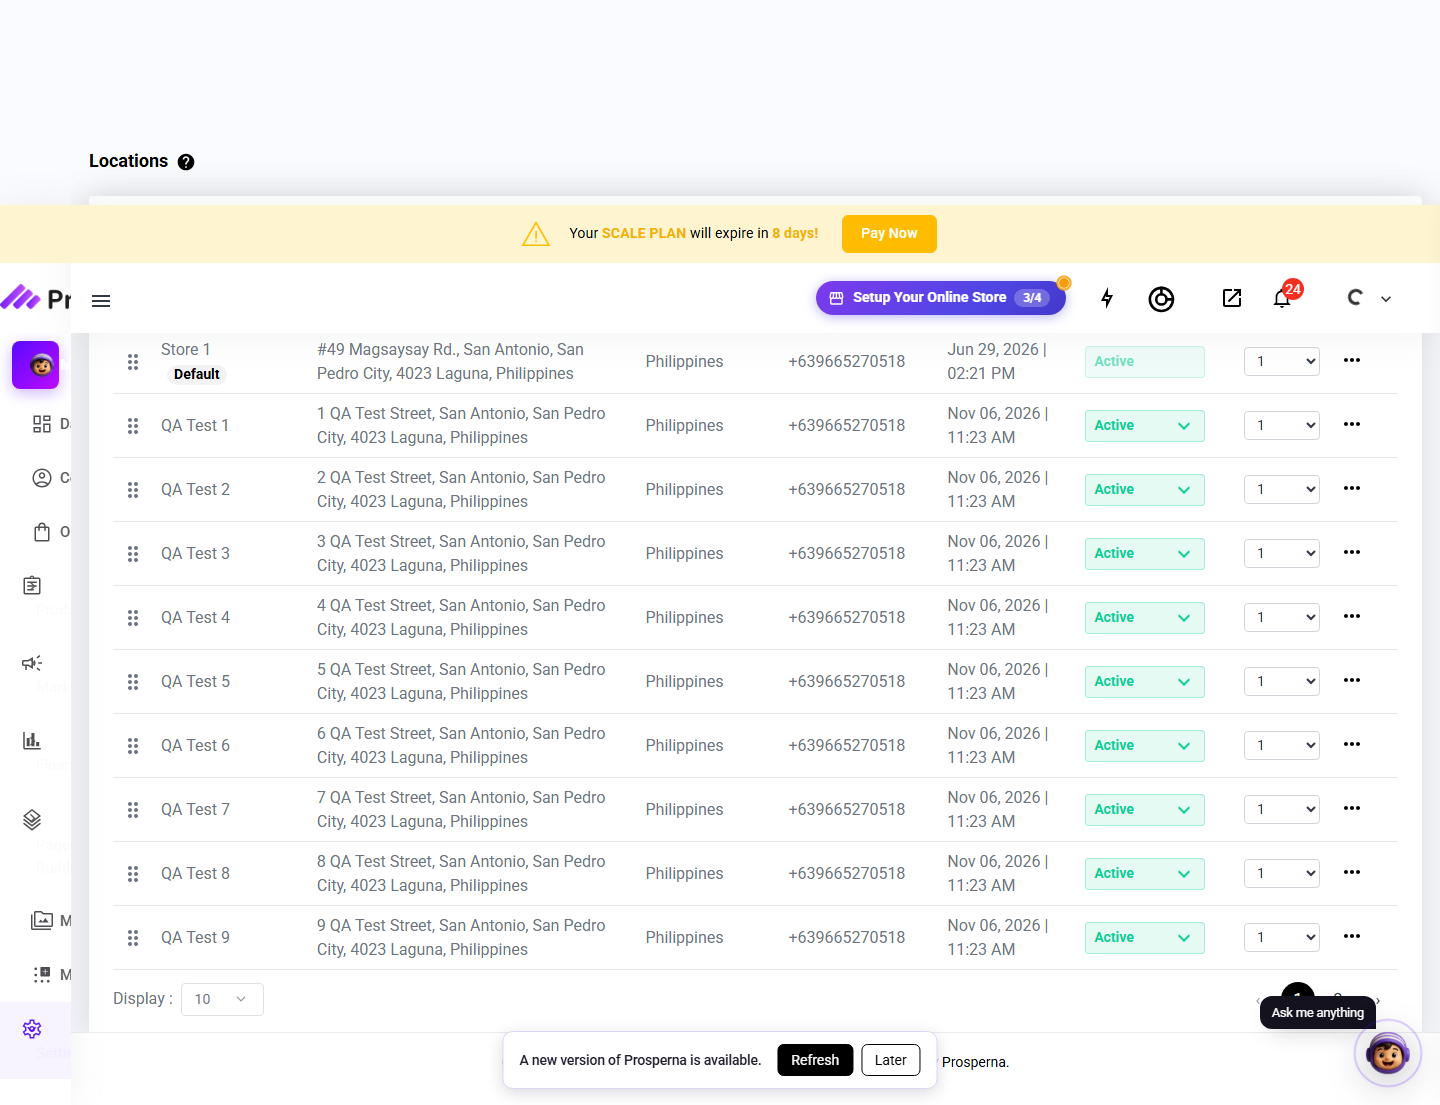 Locations
Your SCALE PLAN will expire in 8 days!
Pay Now
Setup Your Online Store 3/4
24
Store 1
Default
#49 Magsaysay Rd., San Antonio, San
Pedro City, 4023 Laguna, Philippines
Philippines
+639665270518
Jun 29, 2026 |
02:21 PM
Active
1
QA Test 1
1 QA Test Street, San Antonio, San Pedro
City, 4023 Laguna, Philippines
Philippines
+639665270518
Nov 06, 2026 |
11:23 AM
Active
1
QA Test 2
2 QA Test Street, San Antonio, San Pedro
City, 4023 Laguna, Philippines
Philippines
+639665270518
Nov 06, 2026 |
11:23 AM
Active
1
QA Test 3
3 QA Test Street, San Antonio, San Pedro
City, 4023 Laguna, Philippines
Philippines
+639665270518
Nov 06, 2026 |
11:23 AM
Active
1
QA Test 4
4 QA Test Street, San Antonio, San Pedro
City, 4023 Laguna, Philippines
Philippines
+639665270518
Nov 06, 2026 |
11:23 AM
Active
1
QA Test 5
5 QA Test Street, San Antonio, San Pedro
City, 4023 Laguna, Philippines
Philippines
+639665270518
Nov 06, 2026 |
11:23 AM
Active
1
QA Test 6
6 QA Test Street, San Antonio, San Pedro
City, 4023 Laguna, Philippines
Philippines
+639665270518
Nov 06, 2026 |
11:23 AM
Active
1
QA Test 7
7 QA Test Street, San Antonio, San Pedro
City, 4023 Laguna, Philippines
Philippines
+639665270518
Nov 06, 2026 |
11:23 AM
Active
1
QA Test 8
8 QA Test Street, San Antonio, San Pedro
City, 4023 Laguna, Philippines
Philippines
+639665270518
Nov 06, 2026 |
11:23 AM
Active
1
QA Test 9
9 QA Test Street, San Antonio, San Pedro
City, 4023 Laguna, Philippines
Philippines
+639665270518
Nov 06, 2026 |
11:23 AM
Active
1
Display : 10
Ask me anything
A new version of Prosperna is available.
Refresh
Later
Prosperna.